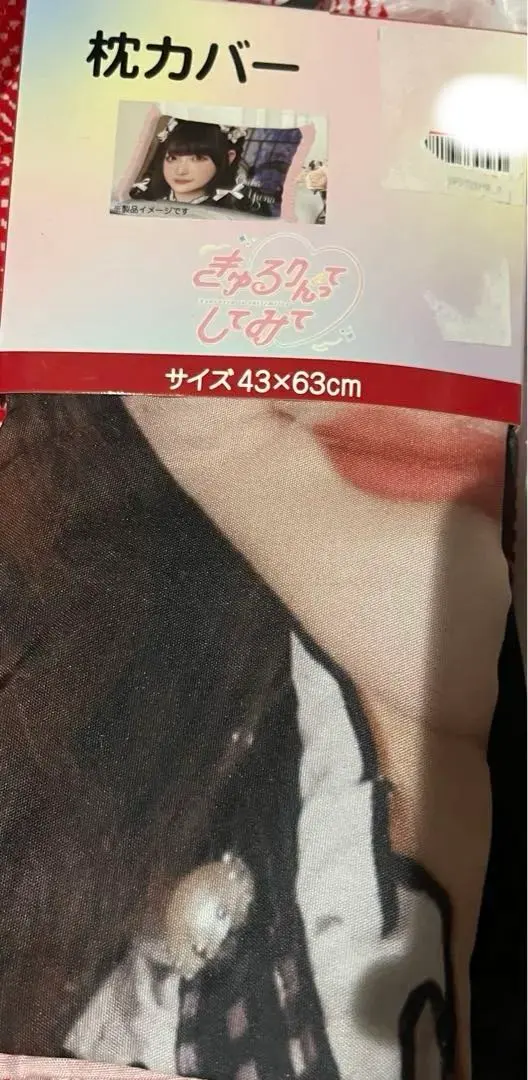 枕カバー
※製品イメージです
きゅるりんって
してみて
サイズ43×63cm